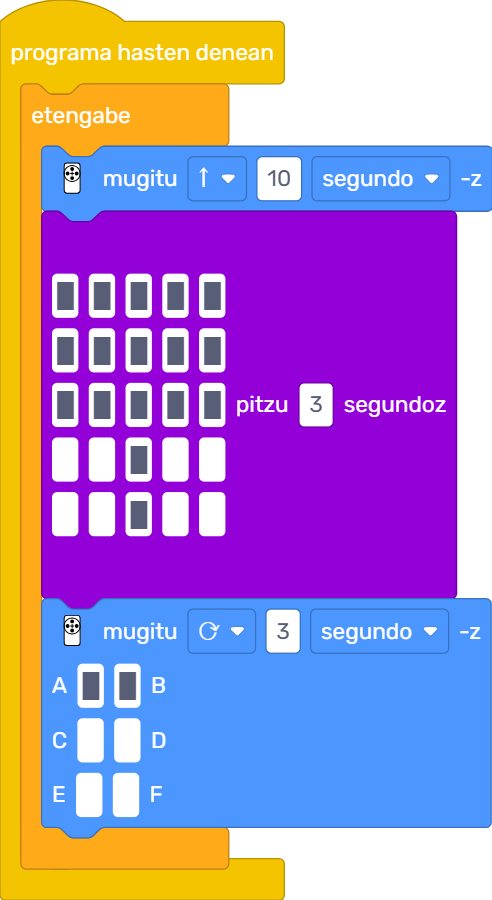 programa hasten denean
etengabe
mugitu ↑ 10 segundo -z
pitzu 3 segundoz
mugitu ⟳ 3 segundo -z
A B
C D
E F